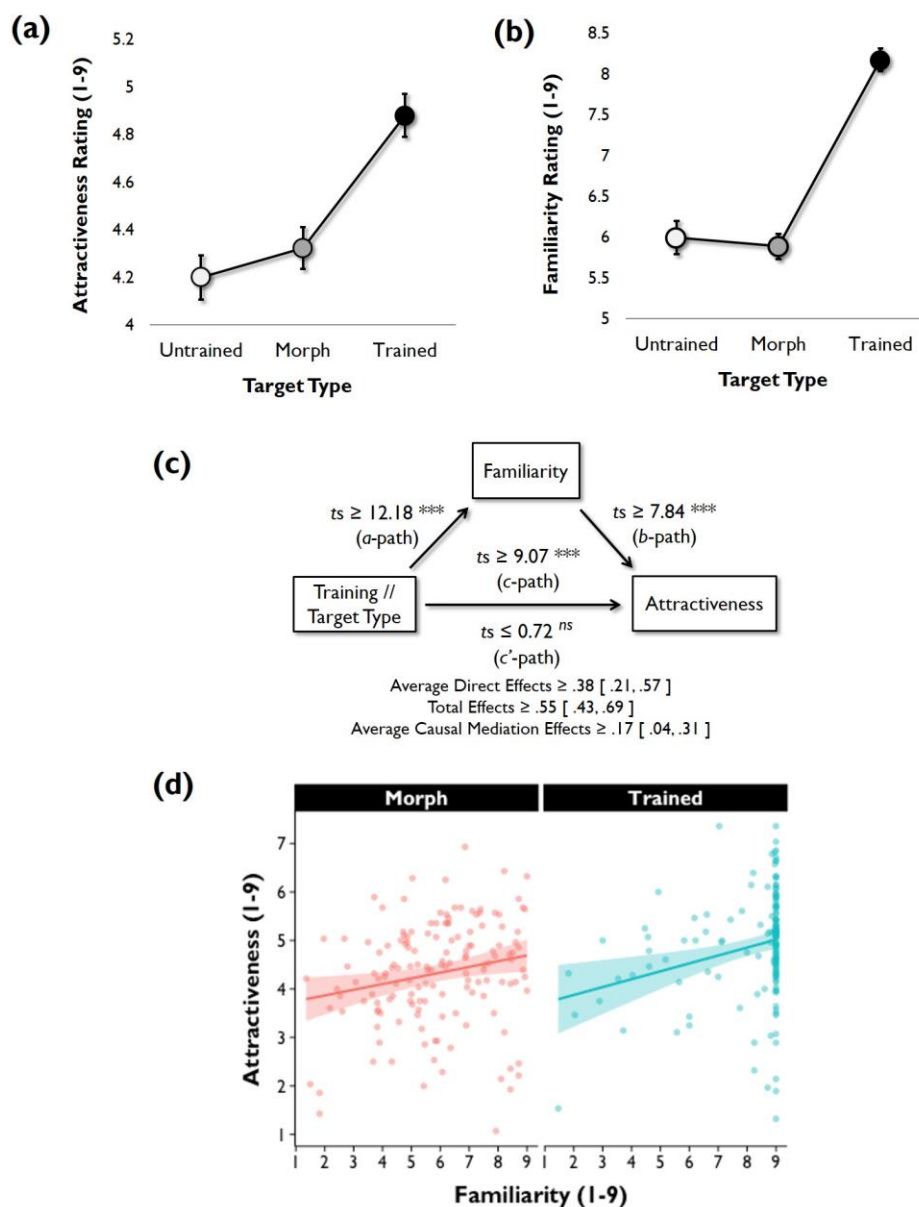 (a)
5.2
5
4.8
4.6
4.4
4.2
4
Attractiveness Rating (1-9)
Untrained Morph Trained
Target Type
(b)
8.5
8
7.5
7
6.5
6
5.5
5
Familiarity Rating (1-9)
Untrained Morph Trained
Target Type
(c)
Familiarity
ts ≥ 12.18 ***
(a-path)
ts ≥ 7.84 ***
(b-path)
ts ≥ 9.07 ***
(c-path)
Training //
Target Type
Attractiveness
ts ≤ 0.72 ns
(c'-path)
Average Direct Effects ≥ .38 [ .21, .57 ]
Total Effects ≥ .55 [ .43, .69 ]
Average Causal Mediation Effects ≥ .17 [ .04, .31 ]
(d)
Morph Trained
7
6
5
4
3
2
1
Attractiveness (1-9)
1 2 3 4 5 6 7 8 9 1 2 3 4 5 6 7 8 9
Familiarity (1-9)